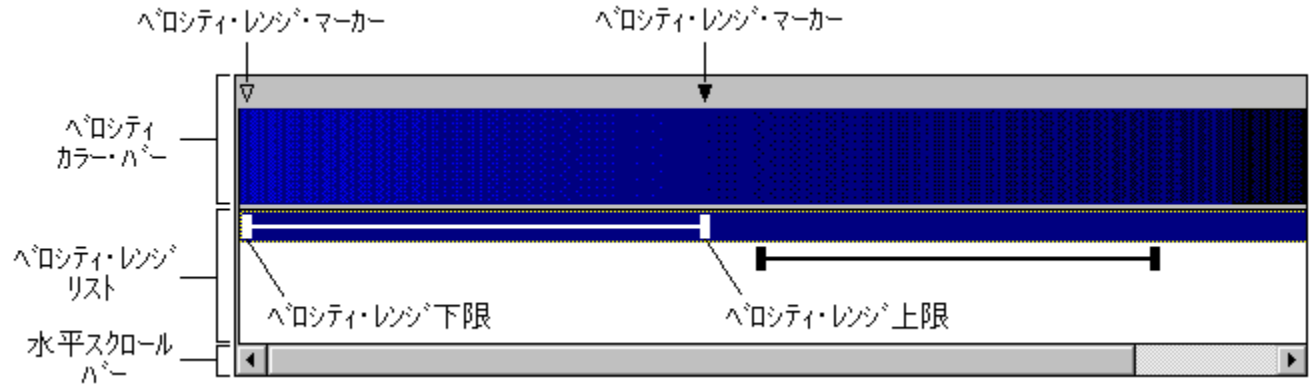 ﾍﾞﾛｼﾃｨ・ﾚﾝｼﾞ・ﾏｰｶｰ
ﾍﾞﾛｼﾃｨ・ﾚﾝｼﾞ・ﾏｰｶｰ
ﾍﾞﾛｼﾃｨ
ｶﾗｰ・ﾊﾞｰ
ﾍﾞﾛｼﾃｨ・ﾚﾝｼﾞ
ﾘｽﾄ
ﾍﾞﾛｼﾃｨ・ﾚﾝｼﾞ下限
ﾍﾞﾛｼﾃｨ・ﾚﾝｼﾞ上限
水平ｽｸﾛｰﾙ
ﾊﾞｰ